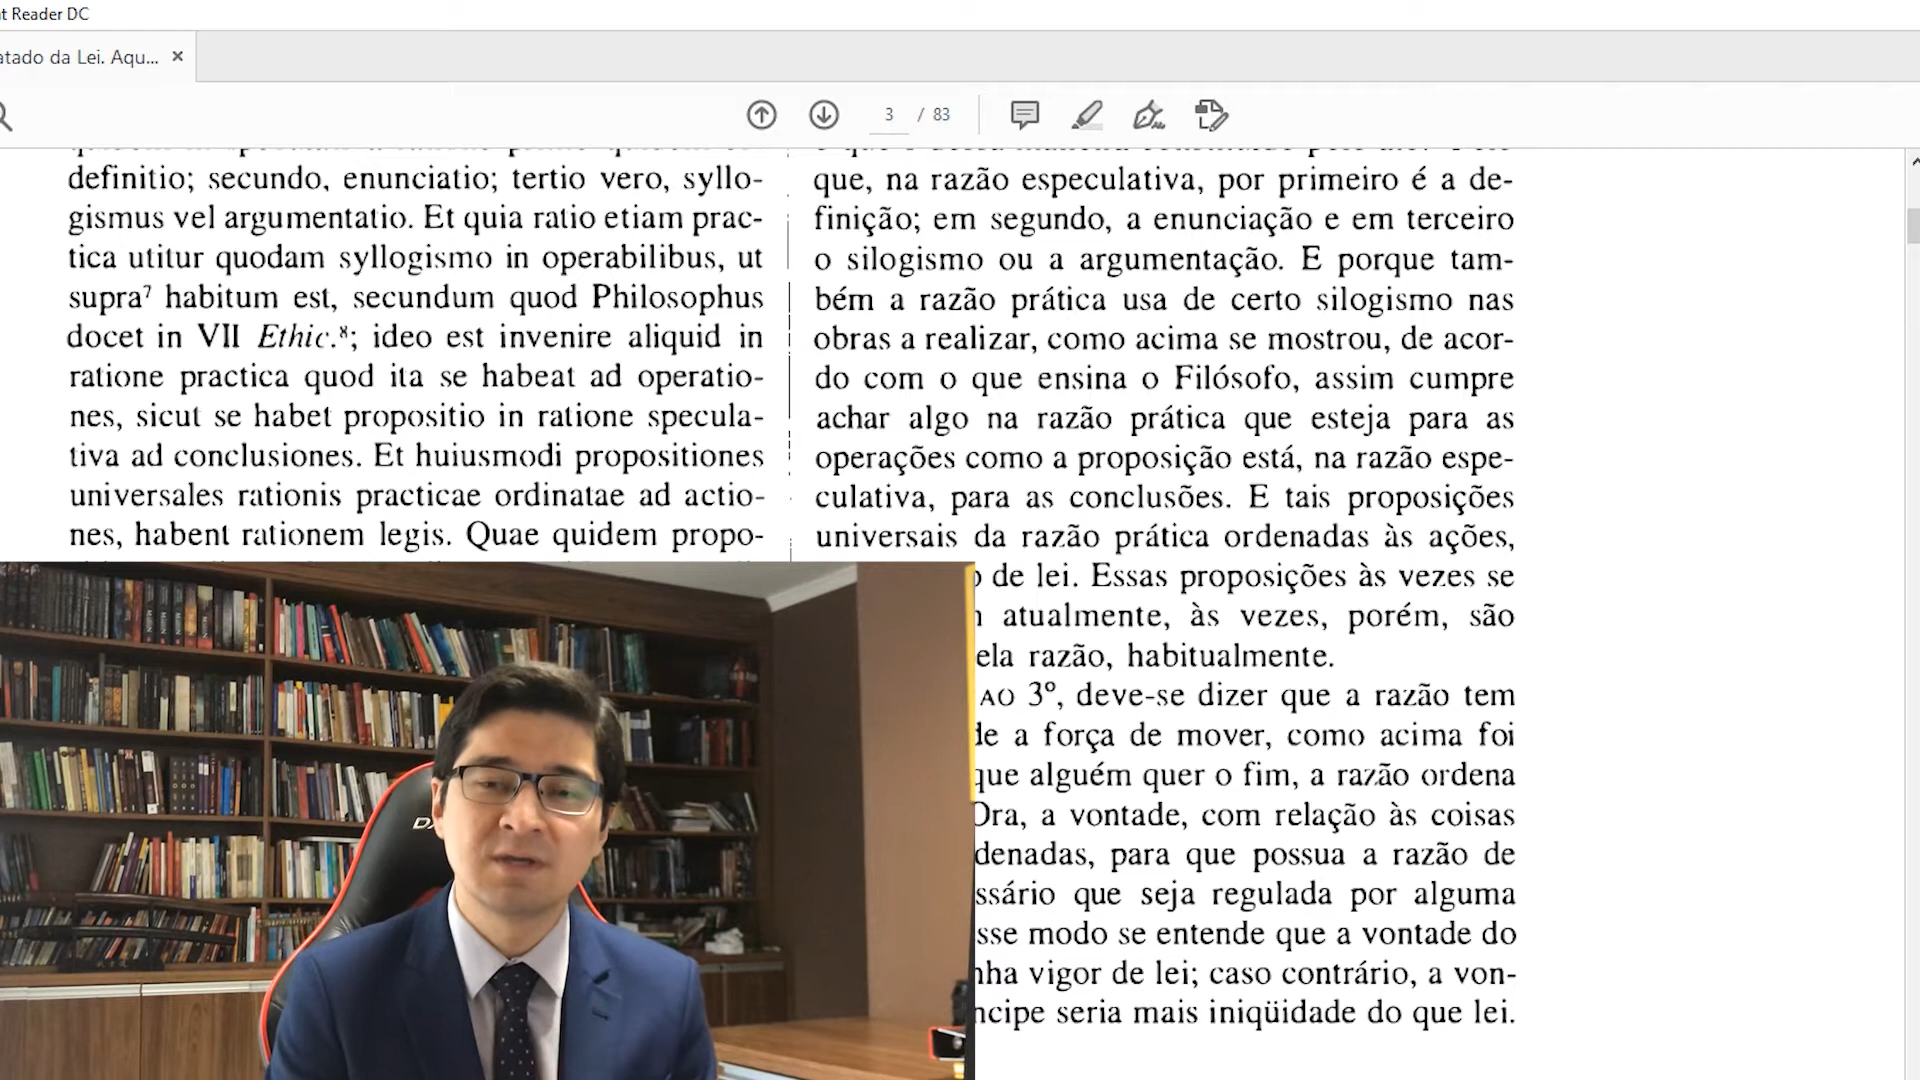 t Reader DC
atado da Lei. Aqu...
3 / 83
definitio; secundo, enunciatio; tertio vero, syllo-
gismus vel argumentatio. Et quia ratio etiam prac-
tica utitur quodam syllogismo in operabilibus, ut
supra⁷ habitum est, secundum quod Philosophus
docet in VII Ethic.⁸; ideo est invenire aliquid in
ratione practica quod ita se habeat ad operatio-
nes, sicut se habet propositio in ratione specula-
tiva ad conclusiones. Et huiusmodi propositiones
universales rationis practicae ordinatae ad actio-
nes, habent rationem legis. Quae quidem propo-
que, na razão especulativa, por primeiro é a de-
finição; em segundo, a enunciação e em terceiro
o silogismo ou a argumentação. E porque tam-
bém a razão prática usa de certo silogismo nas
obras a realizar, como acima se mostrou, de acor-
do com o que ensina o Filósofo, assim cumpre
achar algo na razão prática que esteja para as
operações como a proposição está, na razão espe-
culativa, para as conclusões. E tais proposições
universais da razão prática ordenadas às ações,
de lei. Essas proposições às vezes se
atualmente, às vezes, porém, são
ela razão, habitualmente.
AO 3º, deve-se dizer que a razão tem
de a força de mover, como acima foi
que alguém quer o fim, a razão ordena
Ora, a vontade, com relação às coisas
denadas, para que possua a razão de
ssário que seja regulada por alguma
sse modo se entende que a vontade do
nha vigor de lei; caso contrário, a von-
ncipe seria mais iniqüidade do que lei.